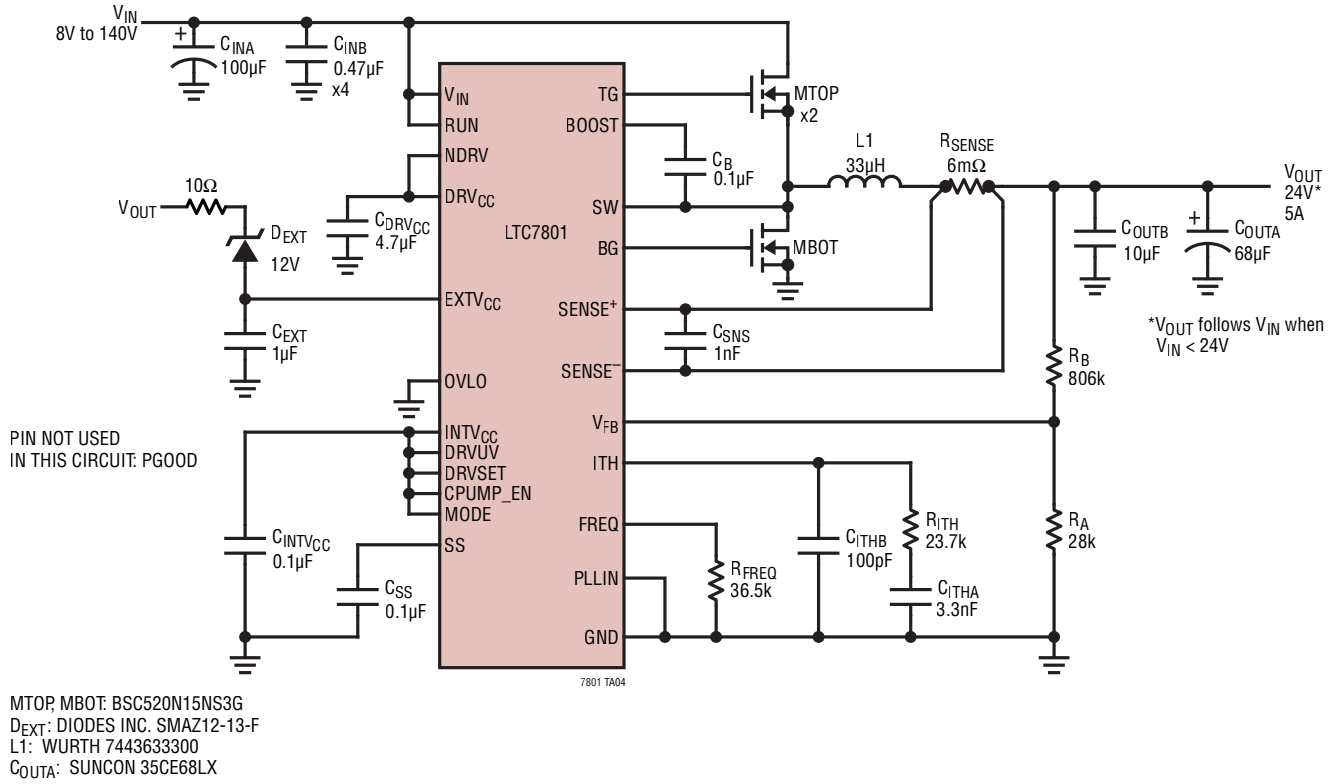 VIN
8V to 140V
+
CINA
100µF
CINB
0.47µF
x4
VIN
RUN
NDRV
DRVCC
CDRVCC
4.7µF
10Ω
VOUT
DEXT
12V
EXTVCC
CEXT
1µF
OVLO
PIN NOT USED
IN THIS CIRCUIT: PGOOD
INTVCC
DRVUV
DRVSET
CPUMP_EN
MODE
SS
CINTVCC
0.1µF
CSS
0.1µF
LTC7801
TG
BOOST
SW
BG
SENSE+
SENSE–
VFB
ITH
FREQ
PLLIN
GND
MTOP
x2
CB
0.1µF
MBOT
L1
33µH
RSENSE
6mΩ
VOUT
24V*
5A
COUTB
10µF
+
COUTA
68µF
*VOUT follows VIN when
VIN < 24V
CSNS
1nF
RB
806k
RA
28k
RFREQ
36.5k
CITHB
100pF
RITH
23.7k
CITHA
3.3nF
7801 TA04
MTOP, MBOT: BSC520N15NS3G
DEXT: DIODES INC. SMAZ12-13-F
L1: WURTH 7443633300
COUTA: SUNCON 35CE68LX